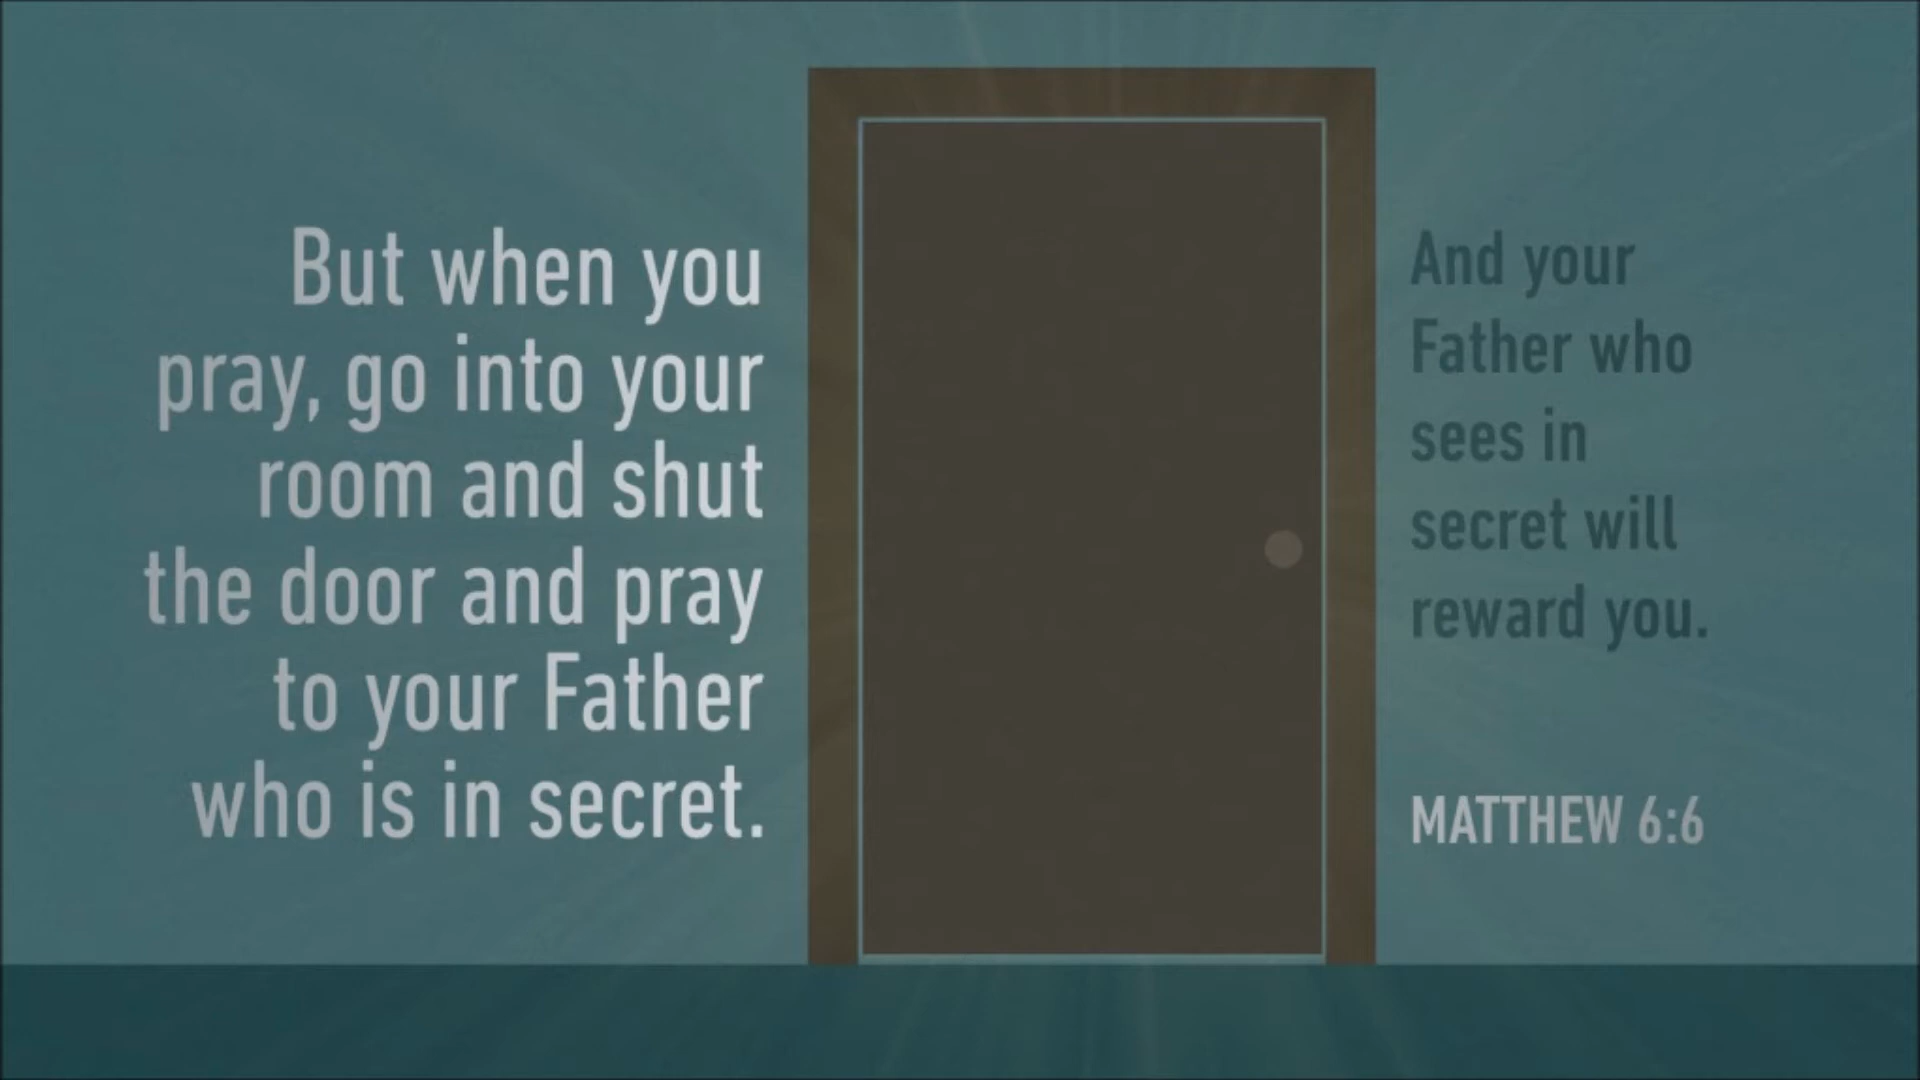 But when you
pray, go into your
room and shut
the door and pray
to your Father
who is in secret.
And your
Father who
sees in
secret will
reward you.
MATTHEW 6:6